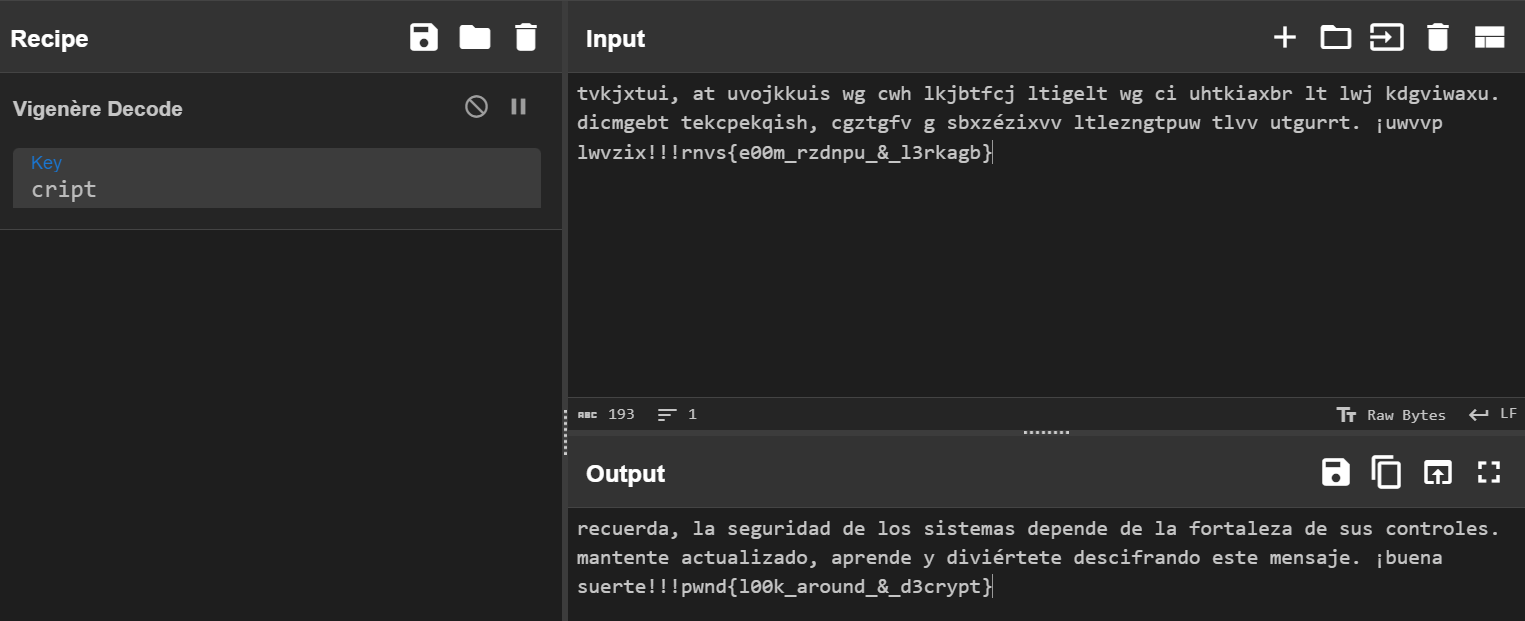 Recipe
Vigenère Decode
Key
cript
Input
tvkjxtui, at uvojkkuis wg cwh lkjbtfcj ltigelt wg ci uhtkiaxbr lt lwj kdgviwaxu.
dicmgebt tekcpekqish, cgztgfv g sbxzézixvv ltlezngtpuw tlvv utgurrt. ¡uwvvp
lwvzix!!!rnvs{e00m_rzdnpu_&_l3rkagb}
ABC 193 1 Tт Raw Bytes LF
Output
recuerda, la seguridad de los sistemas depende de la fortaleza de sus controles.
mantente actualizado, aprende y diviértete descifrando este mensaje. ¡buena
suerte!!!pwnd{l00k_around_&_d3crypt}